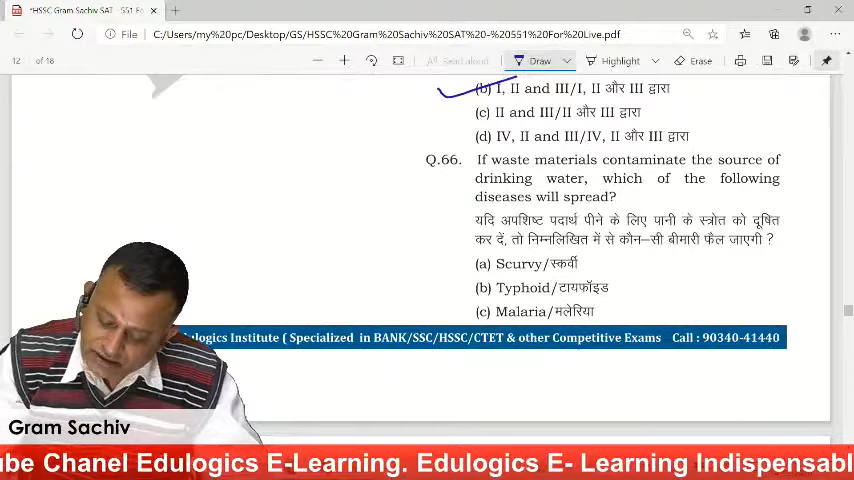 *HSSC Gram Sachiv SAT - 551 Fo
File
C:/Users/my%20pc/Desktop/GS/HSSC%20Gram%20Sachiv%20SAT%20-%20551%20For%20Live.pdf
12 of 18
Read aloud
Draw
Highlight
Erase
(b) I, II and III/I, II और III द्वारा
(c) II and III/II और III द्वारा
(d) IV, II and III/IV, II और III द्वारा
Q.66. If waste materials contaminate the source of
drinking water, which of the following
diseases will spread?
यदि अपशिष्ट पदार्थ पीने के लिए पानी के स्त्रोत को दूषित
कर दें, तो निम्नलिखित में से कौन-सी बीमारी फैल जाएगी ?
(a) Scurvy/स्कर्वी
(b) Typhoid/टायफॉइड
(c) Malaria/मलेरिया
dulogics Institute ( Specialized in BANK/SSC/HSSC/CTET & other Competitive Exams Call : 90340-41440
Gram Sachiv
ube Chanel Edulogics E-Learning. Edulogics E- Learning Indispensabl